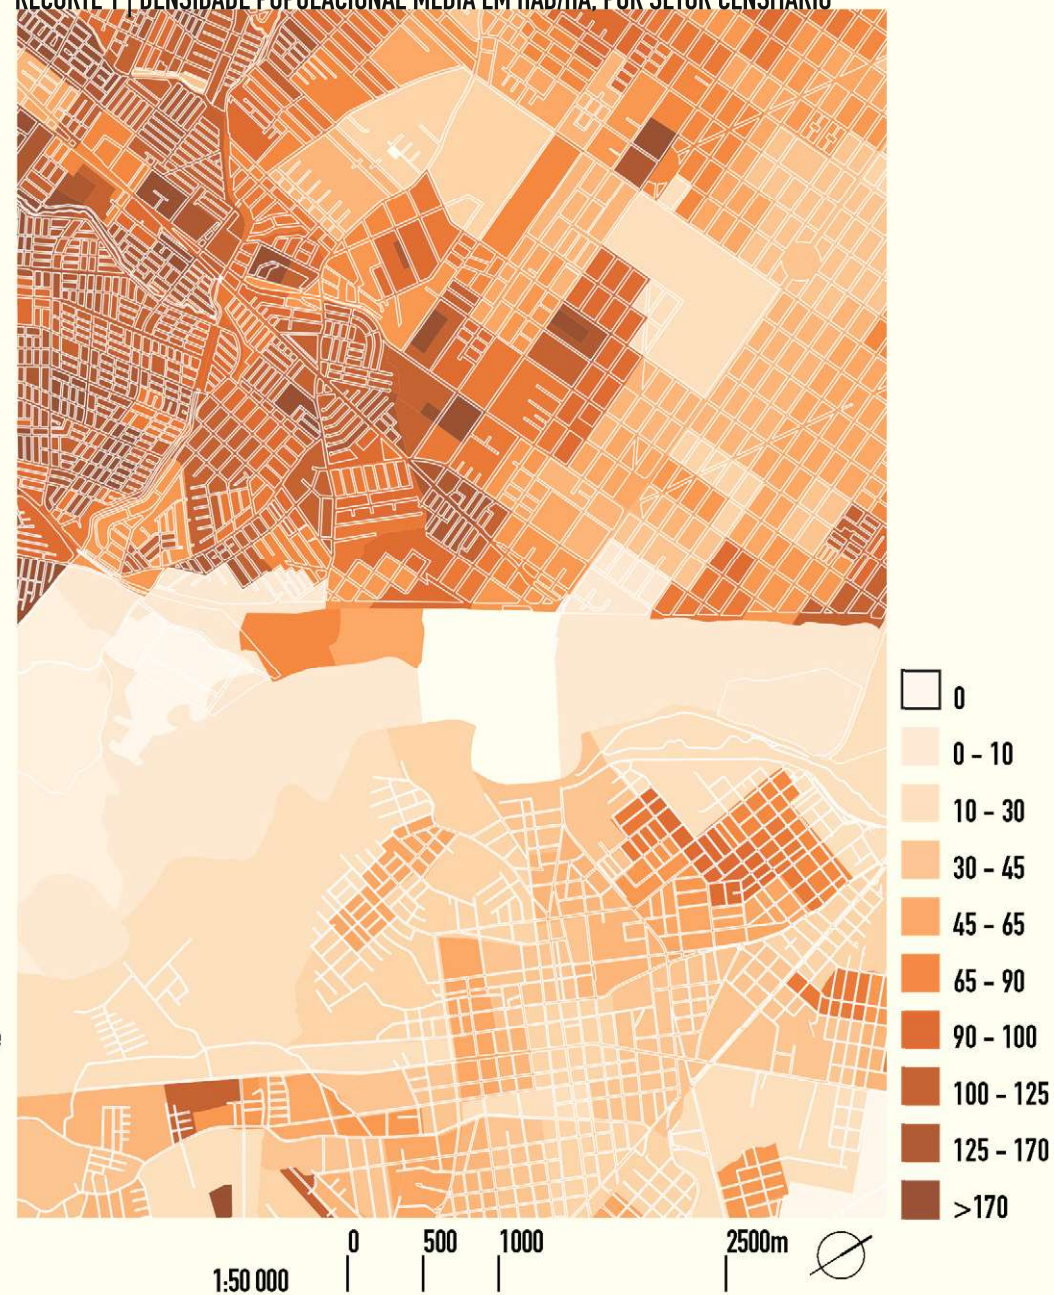 RECORTE 1 | DENSIDADE POPULACIONAL MÉDIA EM HAB/HA, POR SETOR CENSITÁRIO
0
0 - 10
10 - 30
30 - 45
45 - 65
65 - 90
90 - 100
100 - 125
125 - 170
>170
0 500 1000 2500m
1:50 000